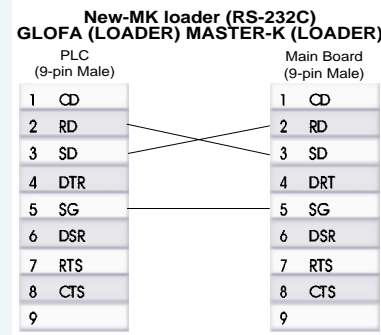 New-MK loader (RS-232C)
GLOFA (LOADER) MASTER-K (LOADER)
PLC
(9-pin Male)
Main Board
(9-pin Male)
1 CD 1 CD
2 RD 2 RD
3 SD 3 SD
4 DTR 4 DRT
5 SG 5 SG
6 DSR 6 DSR
7 RTS 7 RTS
8 CTS 8 CTS
9 9